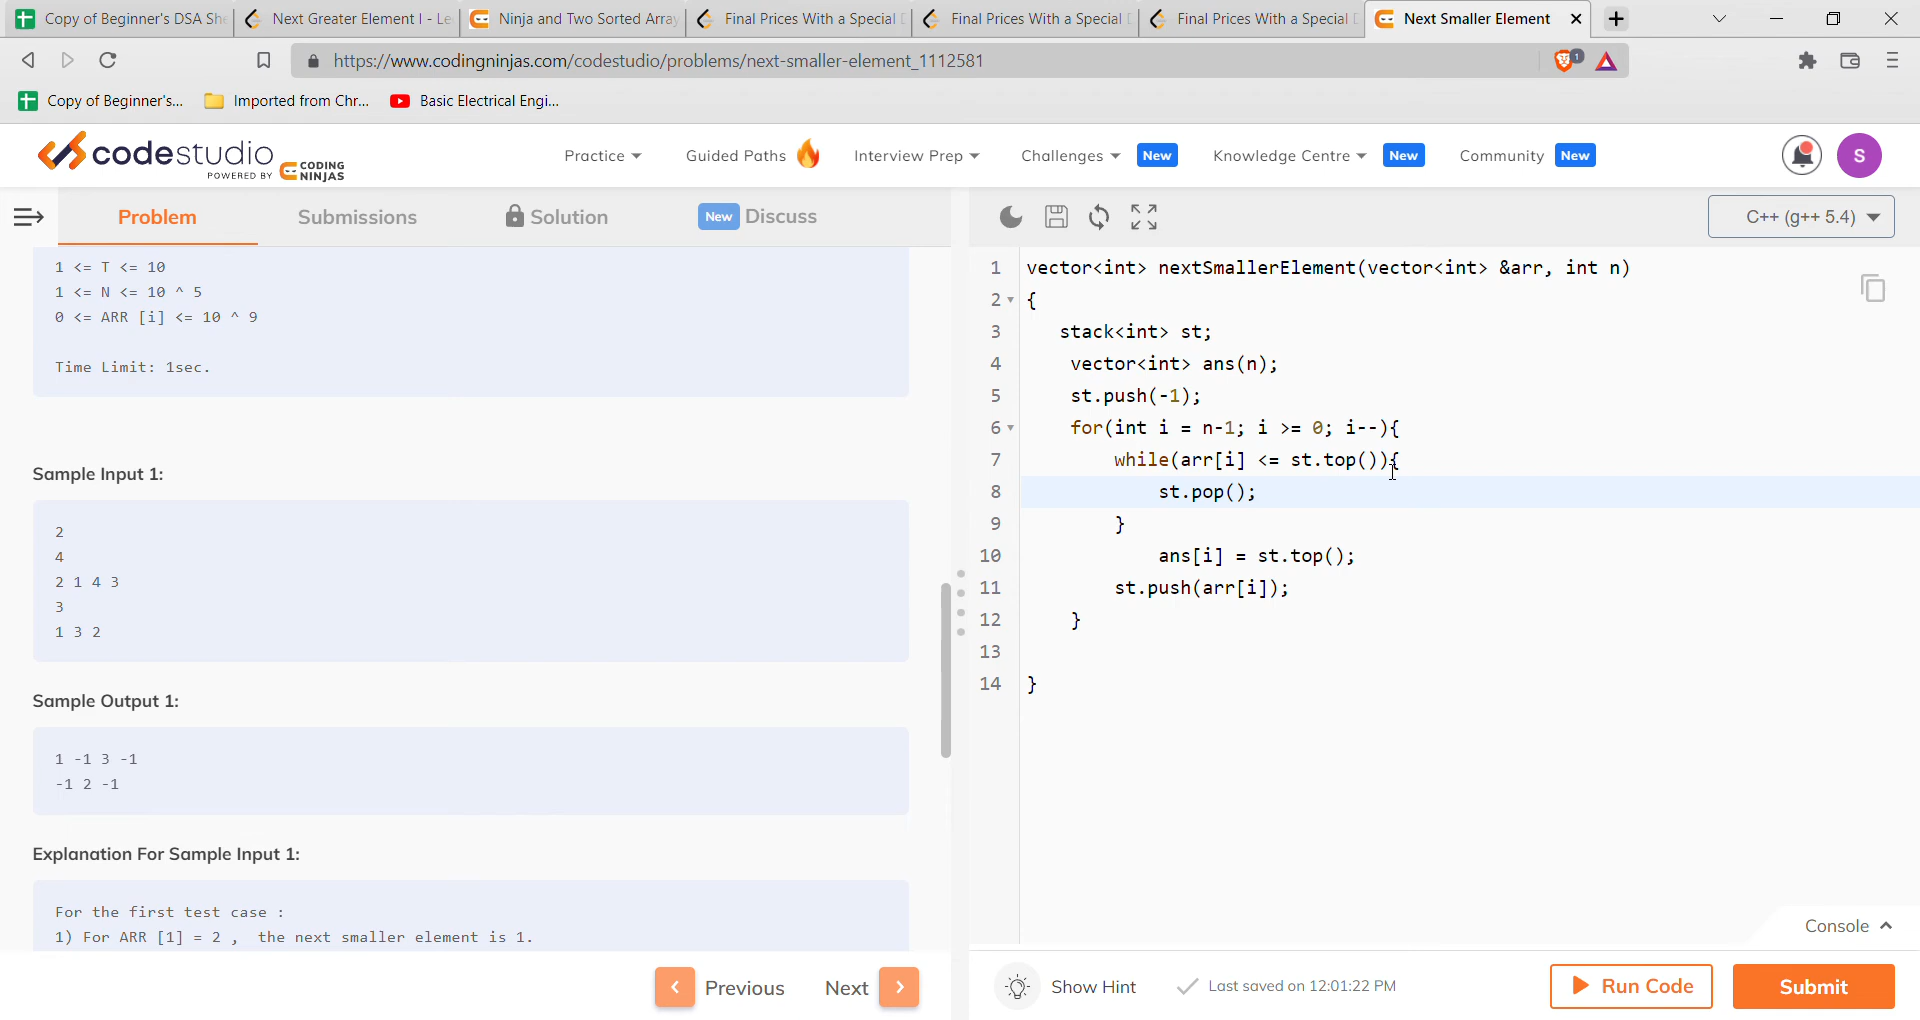 Copy of Beginner's DSA She
Next Greater Element I - Le
Ninja and Two Sorted Array
Final Prices With a Special D
Final Prices With a Special D
Final Prices With a Special D
Next Smaller Element
https://www.codingninjas.com/codestudio/problems/next-smaller-element_1112581
1
Copy of Beginner's...
Imported from Chr...
Basic Electrical Engi...
codestudio
POWERED BY
CODING
NINJAS
Practice
Guided Paths
Interview Prep
Challenges
New
Knowledge Centre
New
Community
New
S
Problem
Submissions
Solution
New
Discuss
C++ (g++ 5.4)
1 <= T <= 10
1 <= N <= 10 ^ 5
0 <= ARR [i] <= 10 ^ 9
Time Limit: 1sec.
Sample Input 1:
2
4
2 1 4 3
3
1 3 2
Sample Output 1:
1 -1 3 -1
-1 2 -1
Explanation For Sample Input 1:
For the first test case :
1) For ARR [1] = 2 ,  the next smaller element is 1.
Previous
Next
1 vector<int> nextSmallerElement(vector<int> &arr, int n)
2 {
3    stack<int> st;
4     vector<int> ans(n);
5     st.push(-1);
6     for(int i = n-1; i >= 0; i--){
7         while(arr[i] <= st.top()){
8             st.pop();
9         }
10             ans[i] = st.top();
11         st.push(arr[i]);
12     }
13
14 }
Console
Show Hint
Last saved on 12:01:22 PM
Run Code
Submit